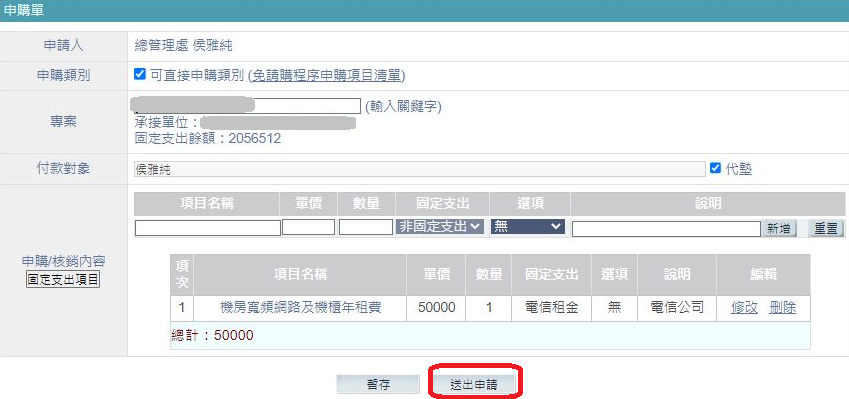 申購單
申請人 總管理處 侯雅純
申購類別 可直接申購類別 (免請購程序申購項目清單)
專案 (輸入關鍵字)
承接單位：
固定支出餘額：2056512
付款對象 侯雅純 代墊
申購/核銷內容
固定支出項目
項目名稱 單價 數量 固定支出 選項 說明
非固定支出 無 新增 重置
項次 項目名稱 單價 數量 固定支出 選項 說明 編輯
1 機房寬頻網路及機櫃年租費 50000 1 電信租金 無 電信公司 修改 刪除
總計：50000
暫存 送出申請